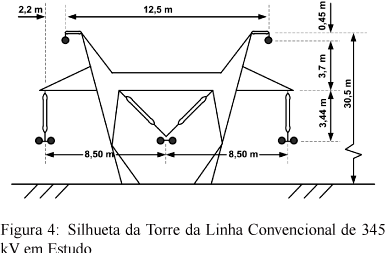 2,2 m
12,5 m
0,45 m
3,7 m
30,5 m
3,44 m
8,50 m
8,50 m
Figura 4: Silhueta da Torre da Linha Convencional de 345
kV em Estudo